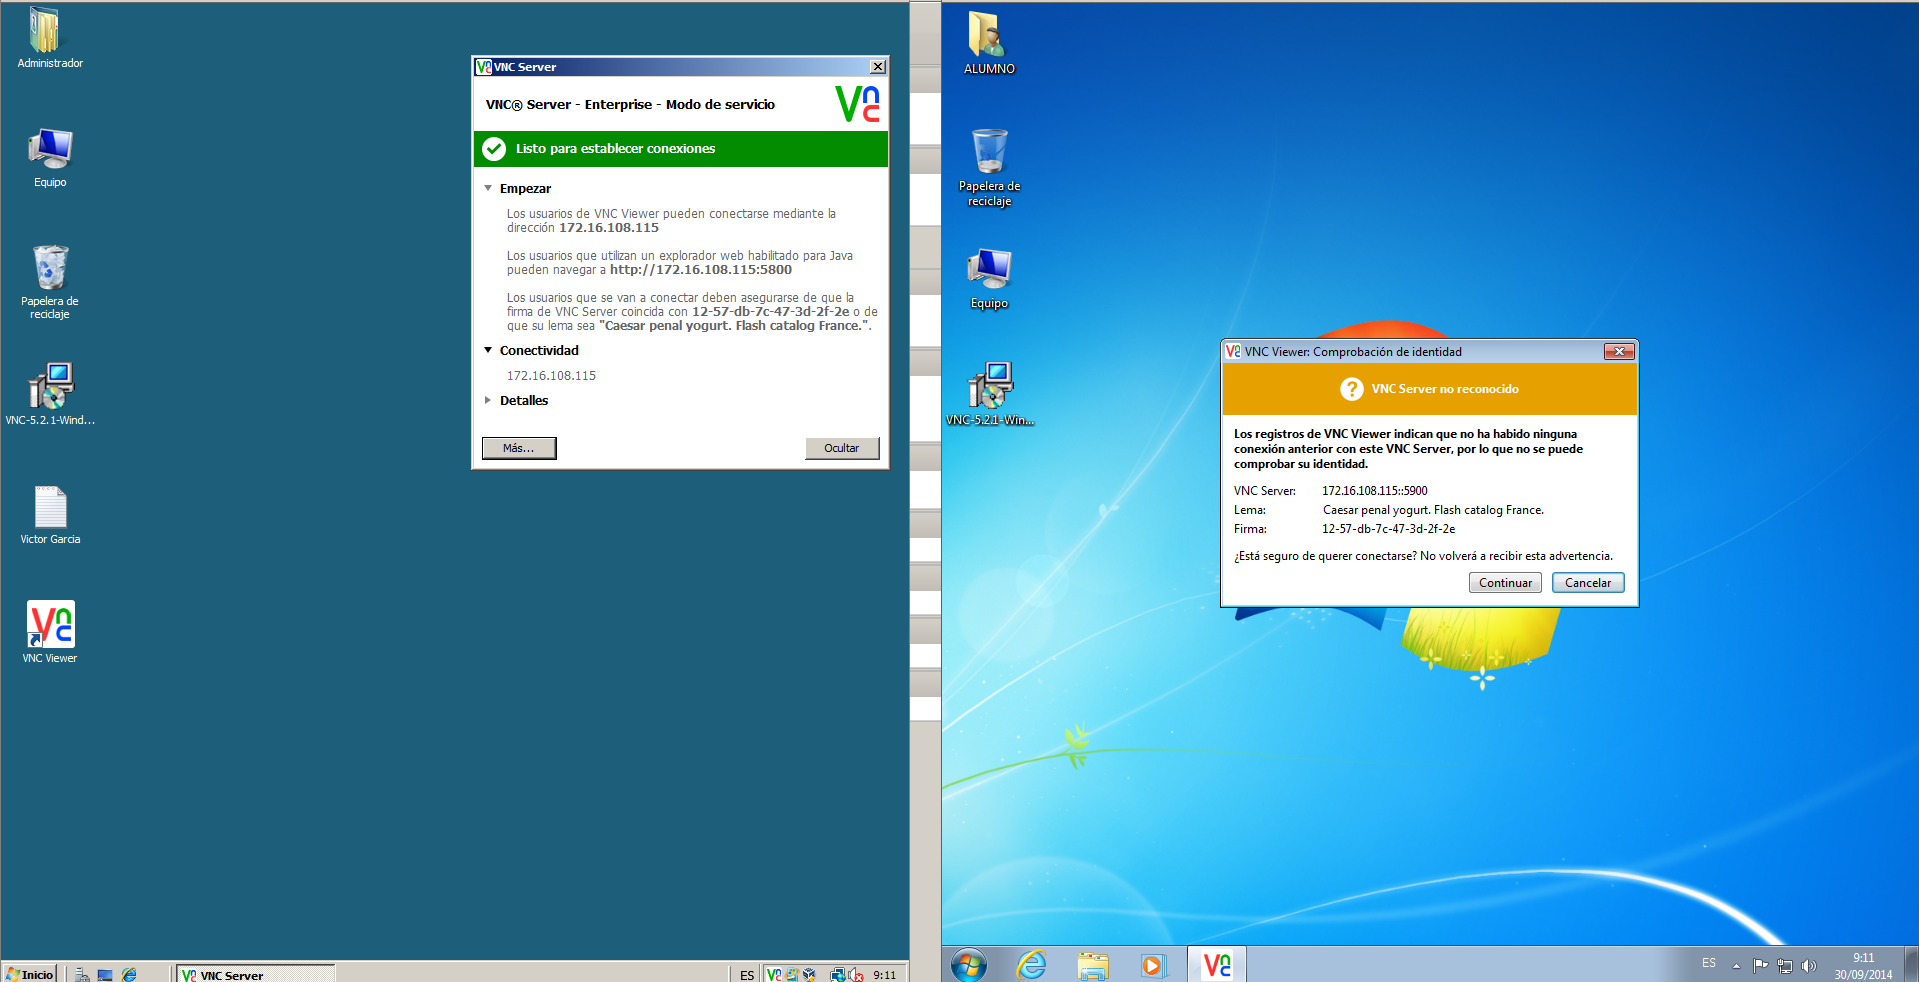 Administrador
Equipo
Papelera de
reciclaje
VNC-5.2.1-Wind...
Victor Garcia
VNC Viewer
VNC Server
VNC® Server - Enterprise - Modo de servicio
Listo para establecer conexiones
Empezar
Los usuarios de VNC Viewer pueden conectarse mediante la
dirección 172.16.108.115
Los usuarios que utilizan un explorador web habilitado para Java
pueden navegar a http://172.16.108.115:5800
Los usuarios que se van a conectar deben asegurarse de que la
firma de VNC Server coincida con 12-57-db-7c-47-3d-2f-2e o de
que su lema sea "Caesar penal yogurt. Flash catalog France.".
Conectividad
172.16.108.115
Detalles
Más...
Ocultar
Inicio
VNC Server
ES
9:11
ALUMNO
Papelera de
reciclaje
Equipo
VNC-5.2.1-Win...
VNC Viewer: Comprobación de identidad
VNC Server no reconocido
Los registros de VNC Viewer indican que no ha habido ninguna
conexión anterior con este VNC Server, por lo que no se puede
comprobar su identidad.
VNC Server: 172.16.108.115::5900
Lema: Caesar penal yogurt. Flash catalog France.
Firma: 12-57-db-7c-47-3d-2f-2e
¿Está seguro de querer conectarse? No volverá a recibir esta advertencia.
Continuar
Cancelar
ES
9:11
30/09/2014